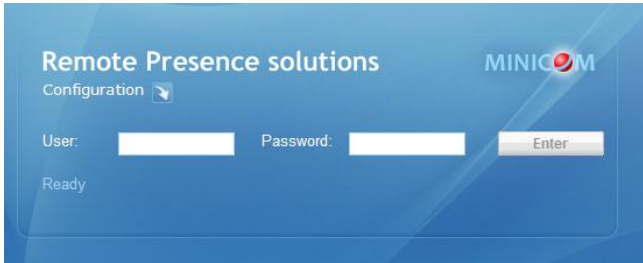 Remote Presence solutions
MINICOM
Configuration
User:
Password:
Enter
Ready